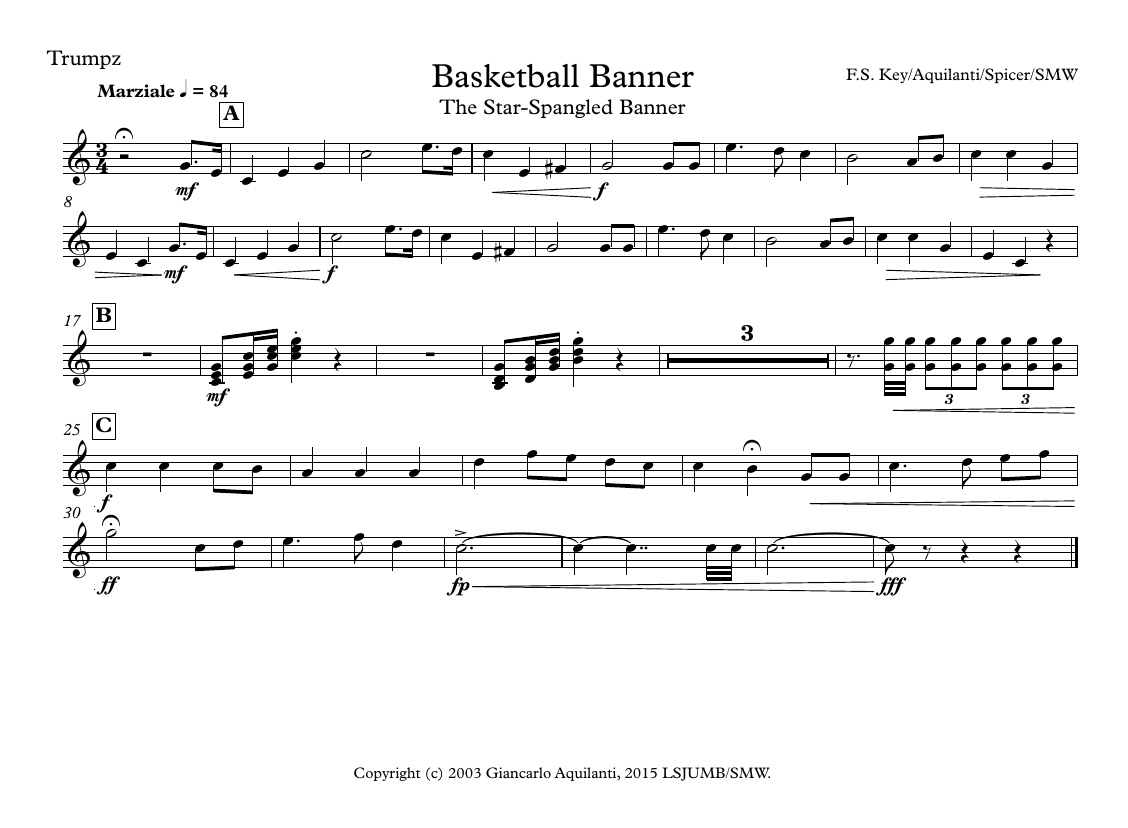 Trumpz
Basketball Banner
F.S. Key/Aquilanti/Spicer/SMW
Marziale ♩ = 84
The Star-Spangled Banner
A
3
4
mf
f
8
mf
f
17
B
3
mf
3
3
25
C
f
30
ff
fp
fff
Copyright (c) 2003 Giancarlo Aquilanti, 2015 LSJUMB/SMW.